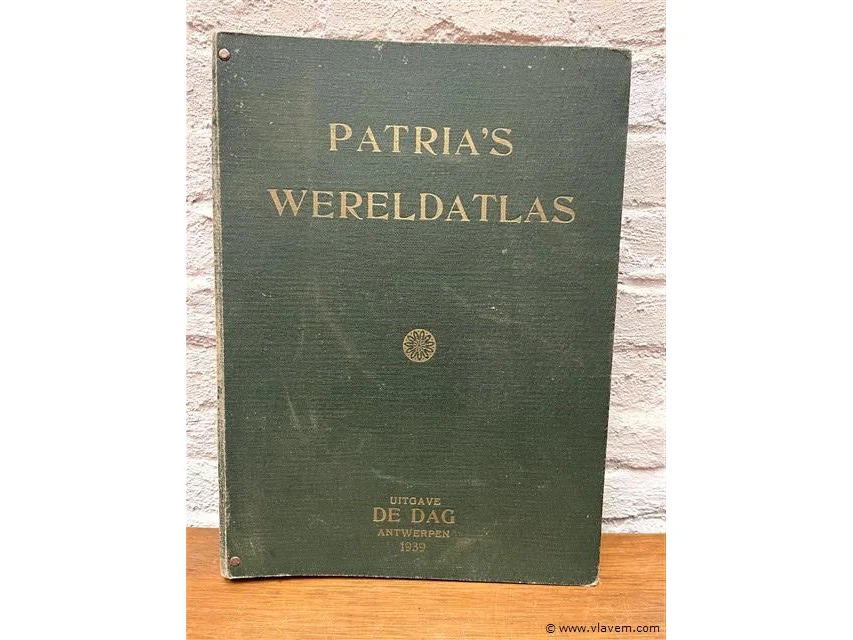 PATRIA'S
WERELDATLAS
UITGAVE
DE DAG
ANTWERPEN
1939
© www.vlavem.com